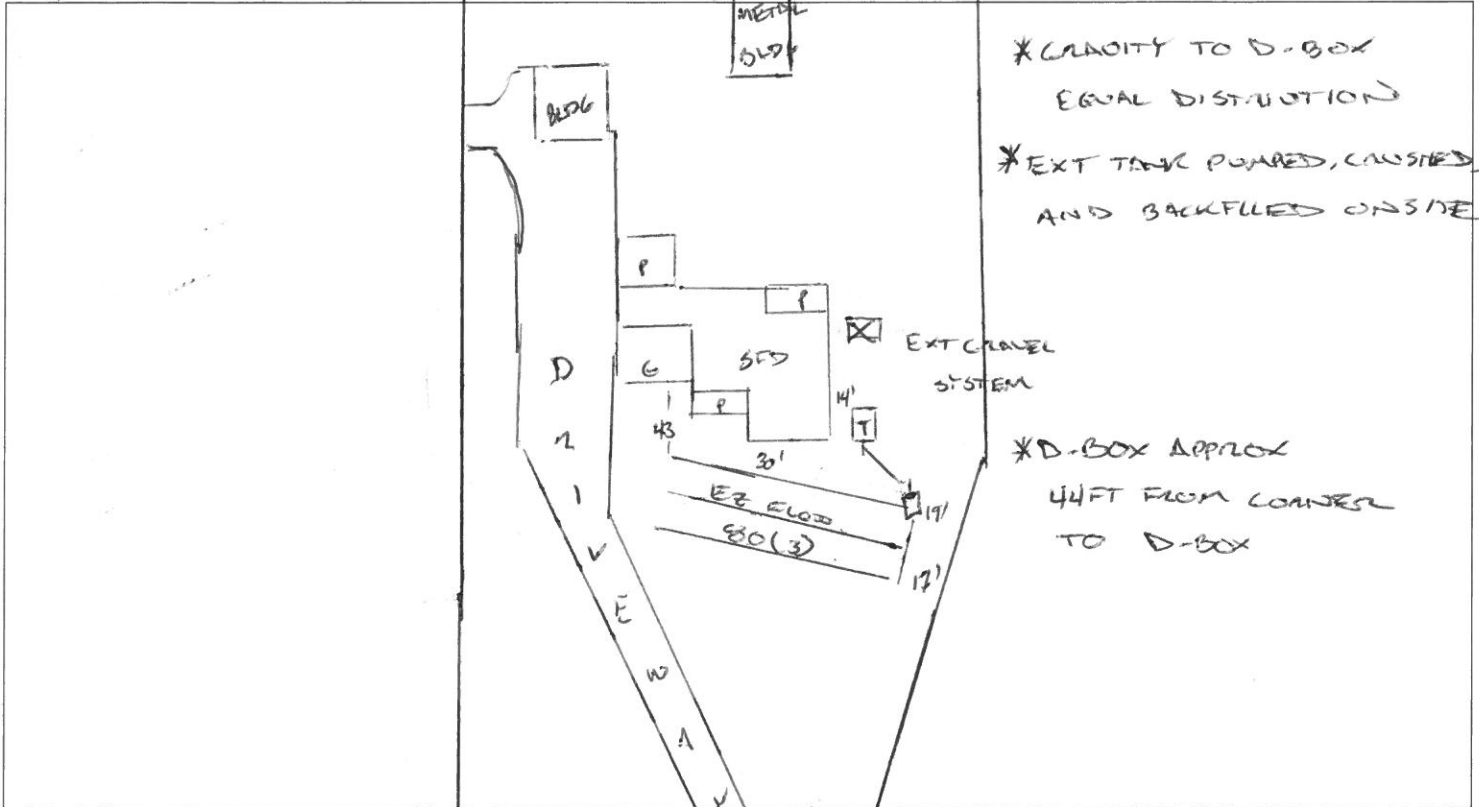 METAL
BLDG
* GRAVITY TO D-BOX
EQUAL DISTRIBUTION
BLDG
* EXT TANK PUMPED, CRUSHED
AND BACKFILLED ONSITE
P
P
EXT GRAVEL
SYSTEM
G
SFD
P
14'
T
43
30'
* D-BOX APPROX
44FT FROM CORNER
TO D-BOX
EZ FLOW
80(3)
19'
17'
D
R
I
V
E
W
A
Y